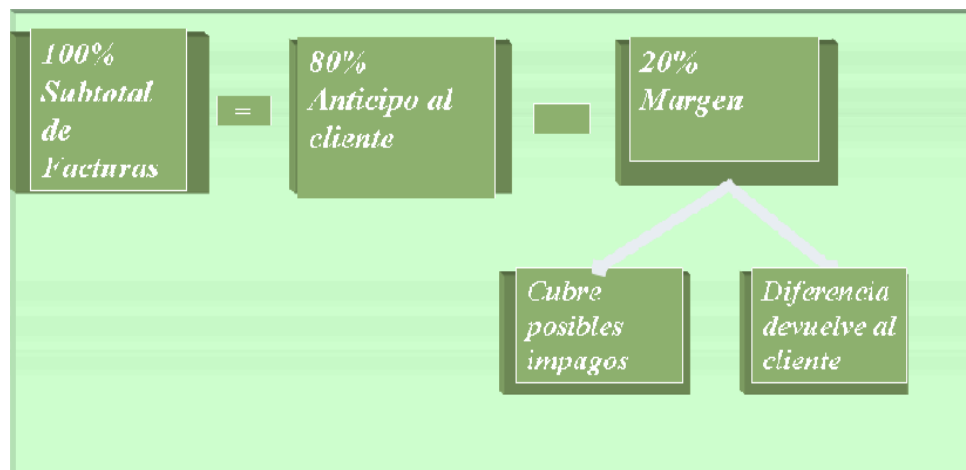 100%
Subtotal
de
Facturas
=
80%
Anticipo al
cliente
20%
Margen
Cubre
posibles
impagos
Diferencia
devuelve al
cliente